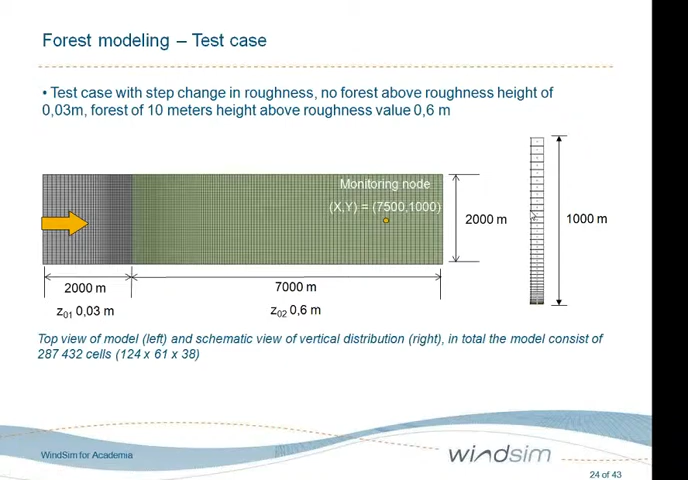 Forest modeling – Test case
• Test case with step change in roughness, no forest above roughness height of
0,03m, forest of 10 meters height above roughness value 0,6 m
Monitoring node
(X,Y) = (7500,1000)
2000 m
1000 m
2000 m
7000 m
z01 0,03 m
z02 0,6 m
Top view of model (left) and schematic view of vertical distribution (right), in total the model consist of
287 432 cells (124 x 61 x 38)
WindSim for Academia
windsim
24 of 43